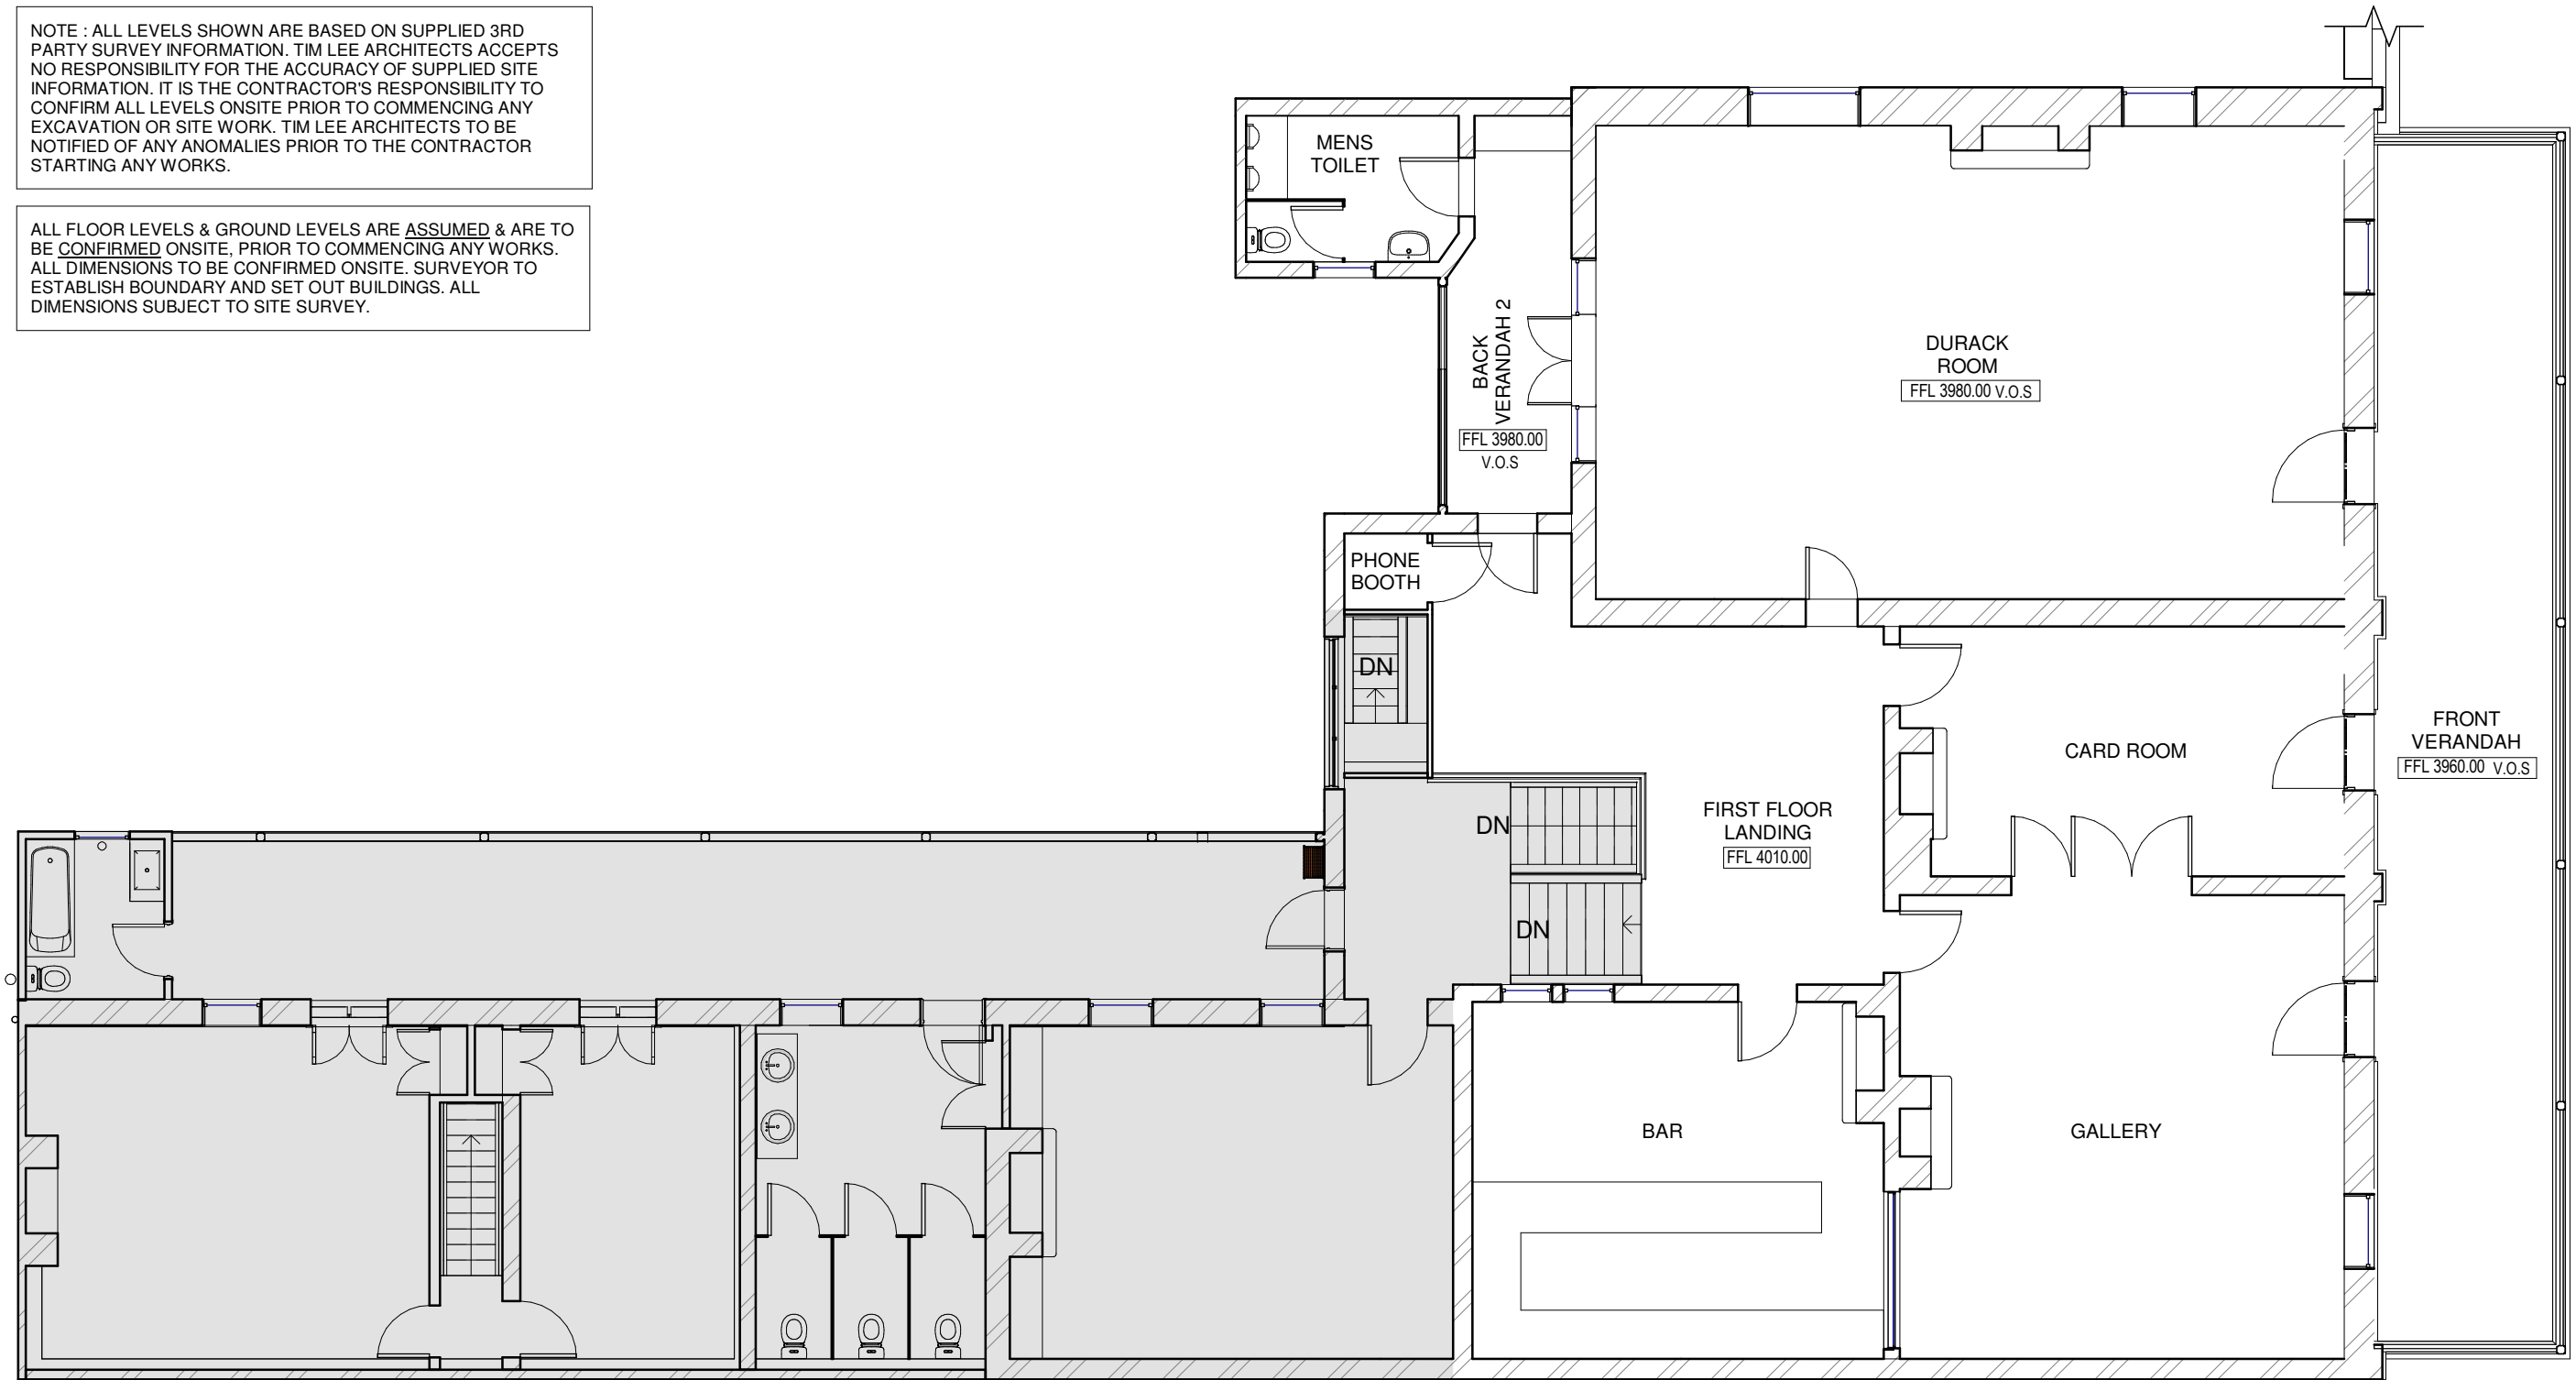 NOTE : ALL LEVELS SHOWN ARE BASED ON SUPPLIED 3RD
PARTY SURVEY INFORMATION. TIM LEE ARCHITECTS ACCEPTS
NO RESPONSIBILITY FOR THE ACCURACY OF SUPPLIED SITE
INFORMATION. IT IS THE CONTRACTOR'S RESPONSIBILITY TO
CONFIRM ALL LEVELS ONSITE PRIOR TO COMMENCING ANY
EXCAVATION OR SITE WORK. TIM LEE ARCHITECTS TO BE
NOTIFIED OF ANY ANOMALIES PRIOR TO THE CONTRACTOR
STARTING ANY WORKS.
ALL FLOOR LEVELS & GROUND LEVELS ARE ASSUMED & ARE TO
BE CONFIRMED ONSITE, PRIOR TO COMMENCING ANY WORKS.
ALL DIMENSIONS TO BE CONFIRMED ONSITE. SURVEYOR TO
ESTABLISH BOUNDARY AND SET OUT BUILDINGS. ALL
DIMENSIONS SUBJECT TO SITE SURVEY.
MENS
TOILET
BACK
VERANDAH 2
FFL 3980.00
V.O.S
DURACK
ROOM
FFL 3980.00 V.O.S
PHONE
BOOTH
DN
FRONT
VERANDAH
FFL 3960.00 V.O.S
CARD ROOM
FIRST FLOOR
LANDING
FFL 4010.00
DN
DN
BAR
GALLERY